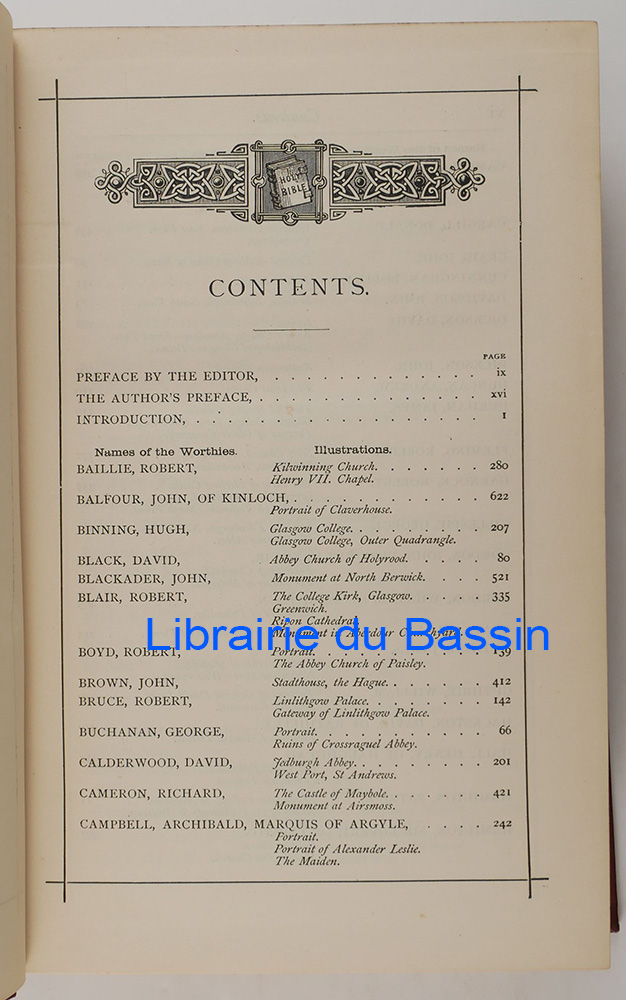 HOLY
BIBLE
CONTENTS.
PAGE
PREFACE BY THE EDITOR, . . . . . . . . . . . . . ix
THE AUTHOR'S PREFACE, . . . . . . . . . . . . . . xvi
INTRODUCTION, . . . . . . . . . . . . . . . . . . 1
Names of the Worthies. Illustrations.
BAILLIE, ROBERT, Kilwinning Church. . . . . . . 280
Henry VII. Chapel.
BALFOUR, JOHN, OF KINLOCH, . . . . . . . . . . . . 622
Portrait of Claverhouse.
BINNING, HUGH, Glasgow College. . . . . . . . 207
Glasgow College, Outer Quadrangle.
BLACK, DAVID, Abbey Church of Holyrood. . . . . 80
BLACKADER, JOHN, Monument at North Berwick. . . . 521
BLAIR, ROBERT, The College Kirk, Glasgow. . . . . 335
Greenwich.
Ripon Cathedral.
Monument in Aberdour Churchyard.
Librairie du Bassin
BOYD, ROBERT, Portrait. . . . . . . . . . . 139
The Abbey Church of Paisley.
BROWN, JOHN, Stadthouse, the Hague. . . . . . 412
BRUCE, ROBERT, Linlithgow Palace. . . . . . . 142
Gateway of Linlithgow Palace.
BUCHANAN, GEORGE, Portrait. . . . . . . . . . . 66
Ruins of Crossraguel Abbey.
CALDERWOOD, DAVID, Jedburgh Abbey. . . . . . . . 201
West Port, St Andrews.
CAMERON, RICHARD, The Castle of Maybole. . . . . . 421
Monument at Airsmoss.
CAMPBELL, ARCHIBALD, MARQUIS OF ARGYLE, . . . . 242
Portrait.
Portrait of Alexander Leslie.
The Maiden.